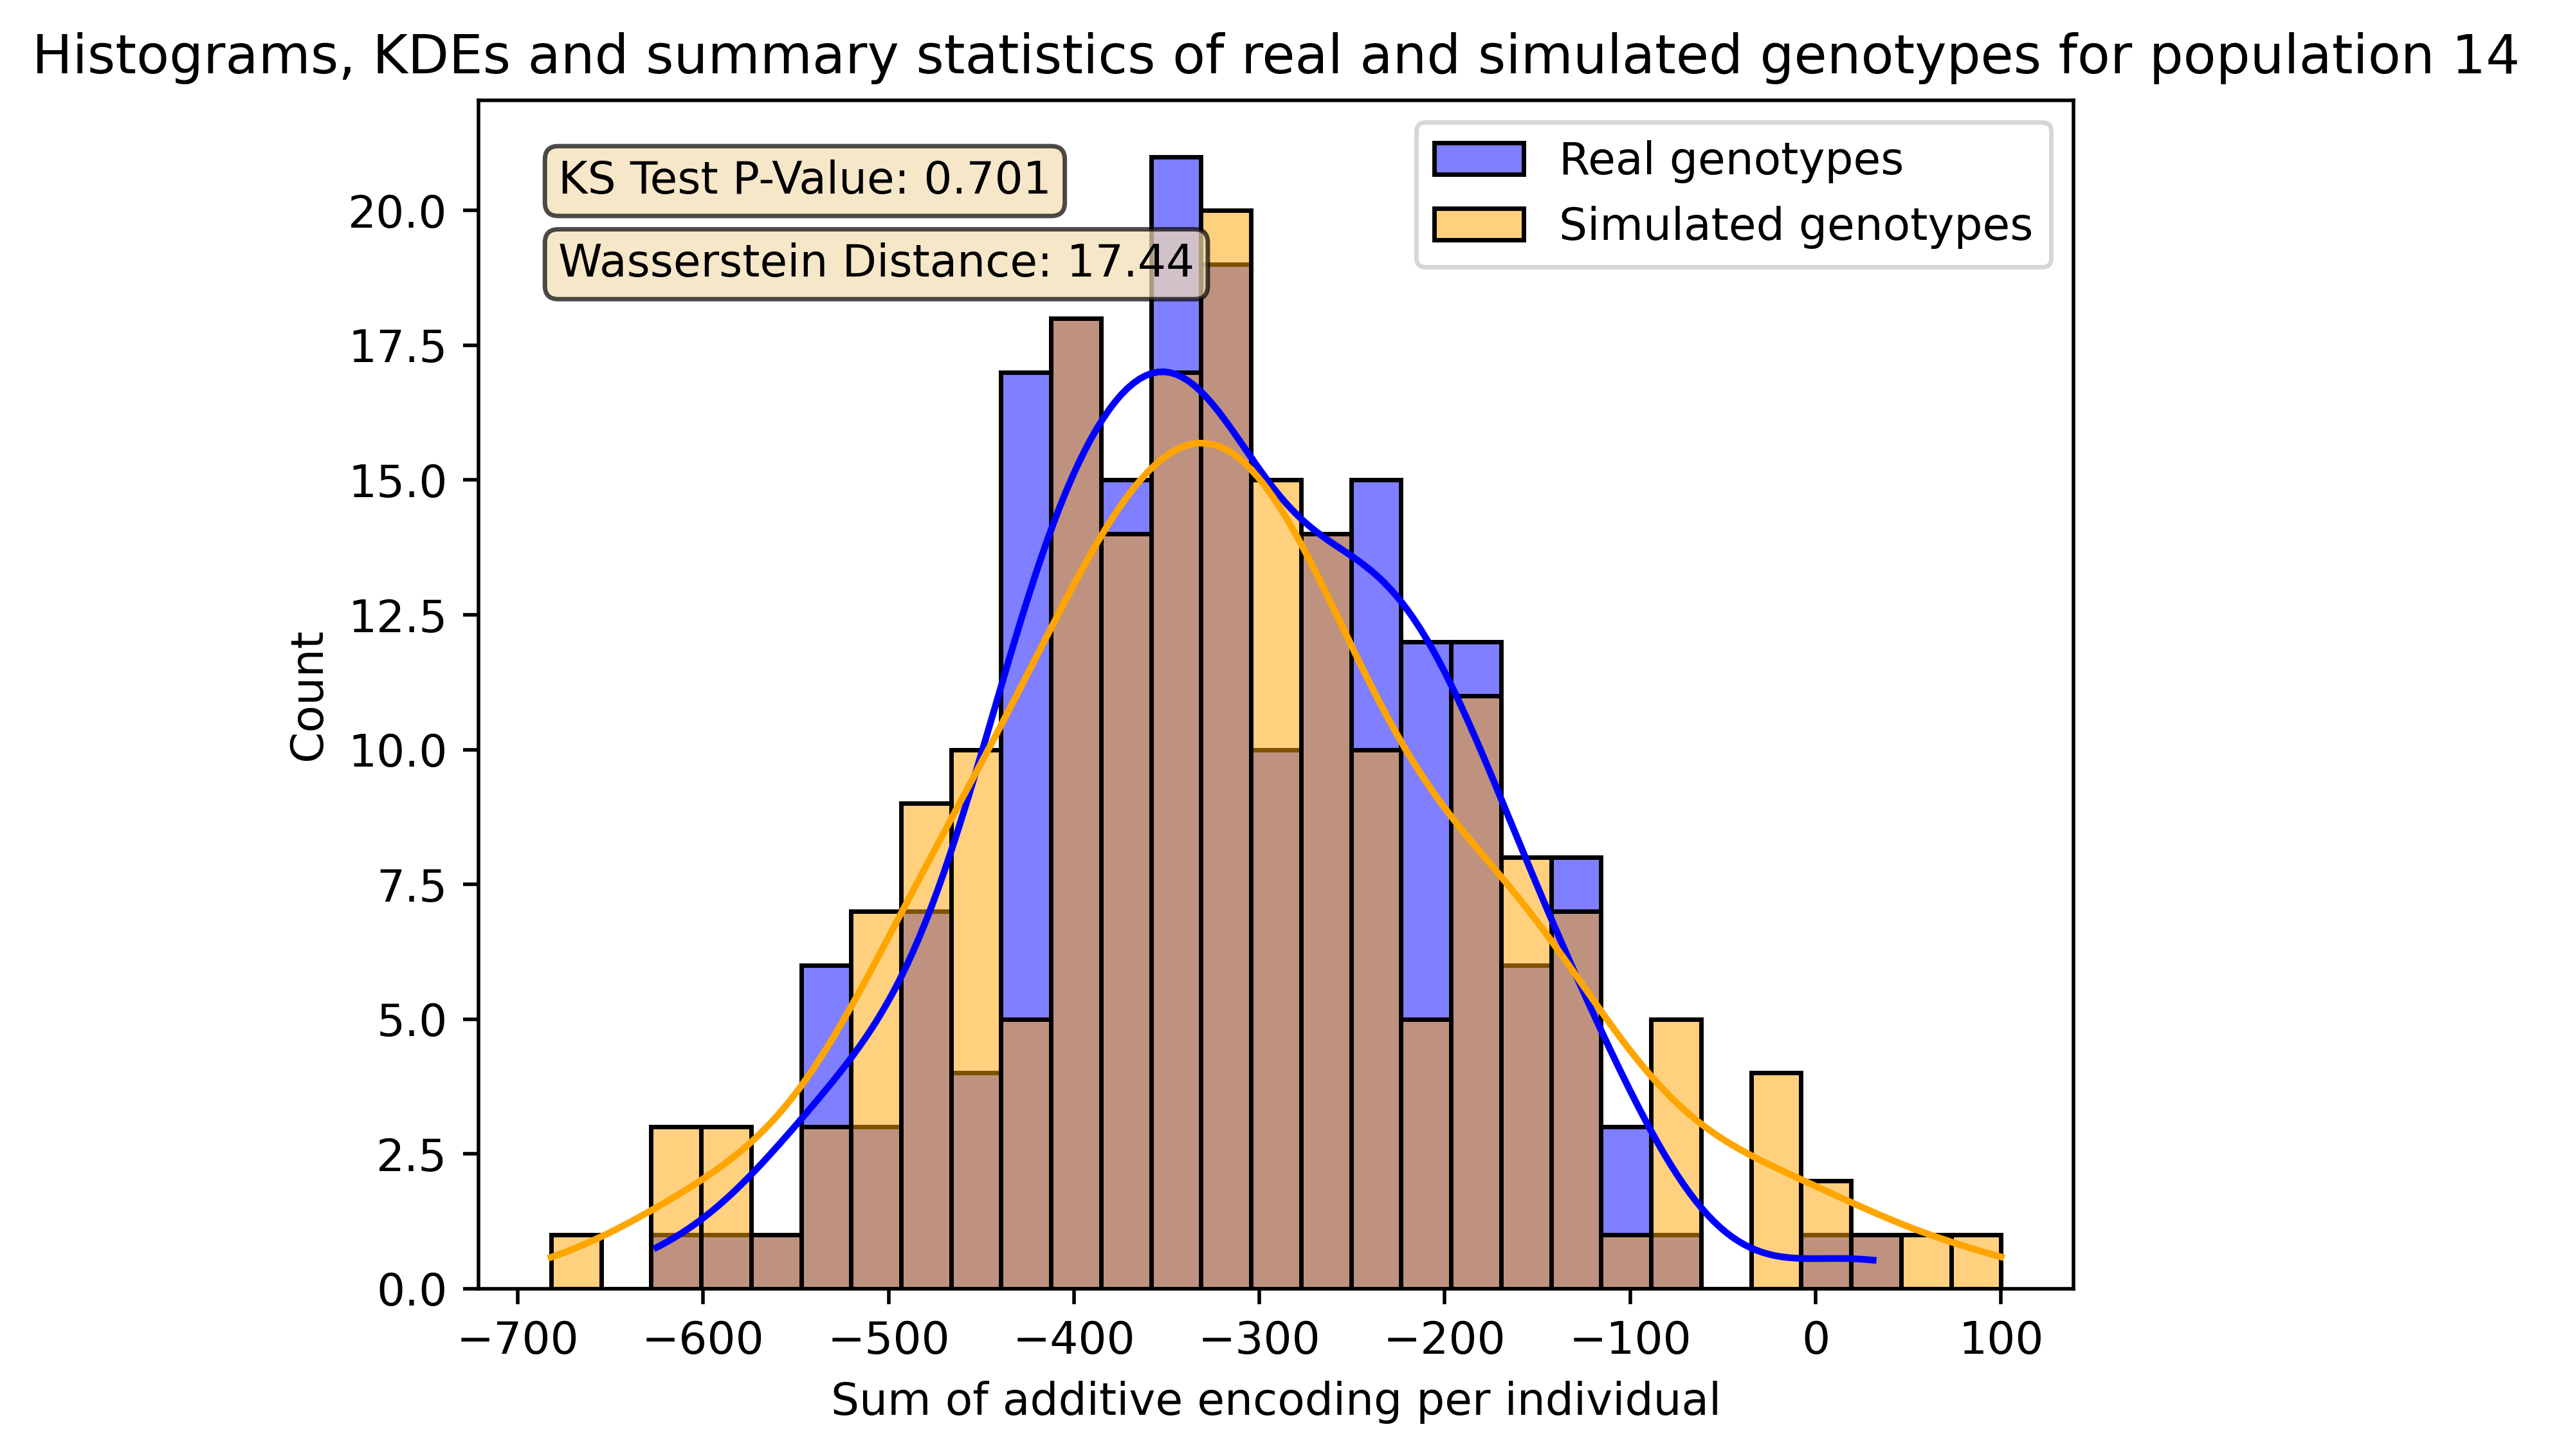 Histograms, KDEs and summary statistics of real and simulated genotypes for population 14
KS Test P-Value: 0.701
Wasserstein Distance: 17.44
Real genotypes
Simulated genotypes
20.0
17.5
15.0
12.5
10.0
7.5
5.0
2.5
0.0
Count
−700 −600 −500 −400 −300 −200 −100 0 100
Sum of additive encoding per individual